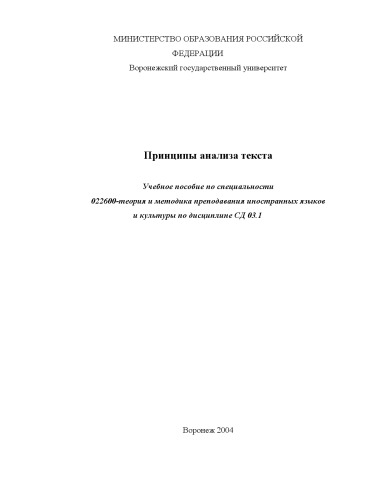 МИНИСТЕРСТВО ОБРАЗОВАНИЯ РОССИЙСКОЙ
ФЕДЕРАЦИИ
Воронежский государственный университет
Принципы анализа текста
Учебное пособие по специальности
022600-теория и методика преподавания иностранных языков
и культуры по дисциплине СД 03.1
Воронеж 2004